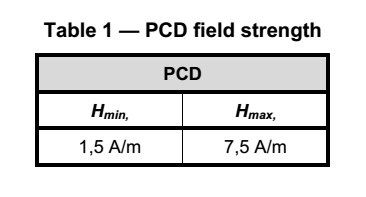 Table 1 — PCD field strength
PCD
Hmin, Hmax,
1,5 A/m 7,5 A/m